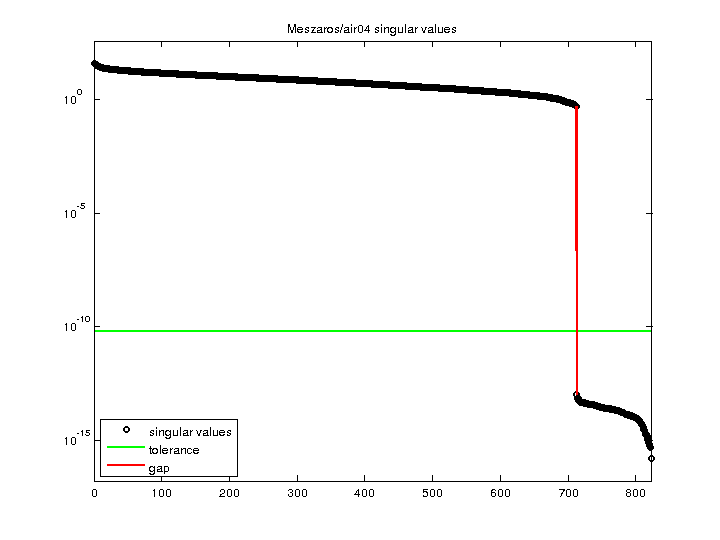 Meszaros/air04 singular values
10^0
10^-5
10^-10
10^-15
singular values
tolerance
gap
0 100 200 300 400 500 600 700 800